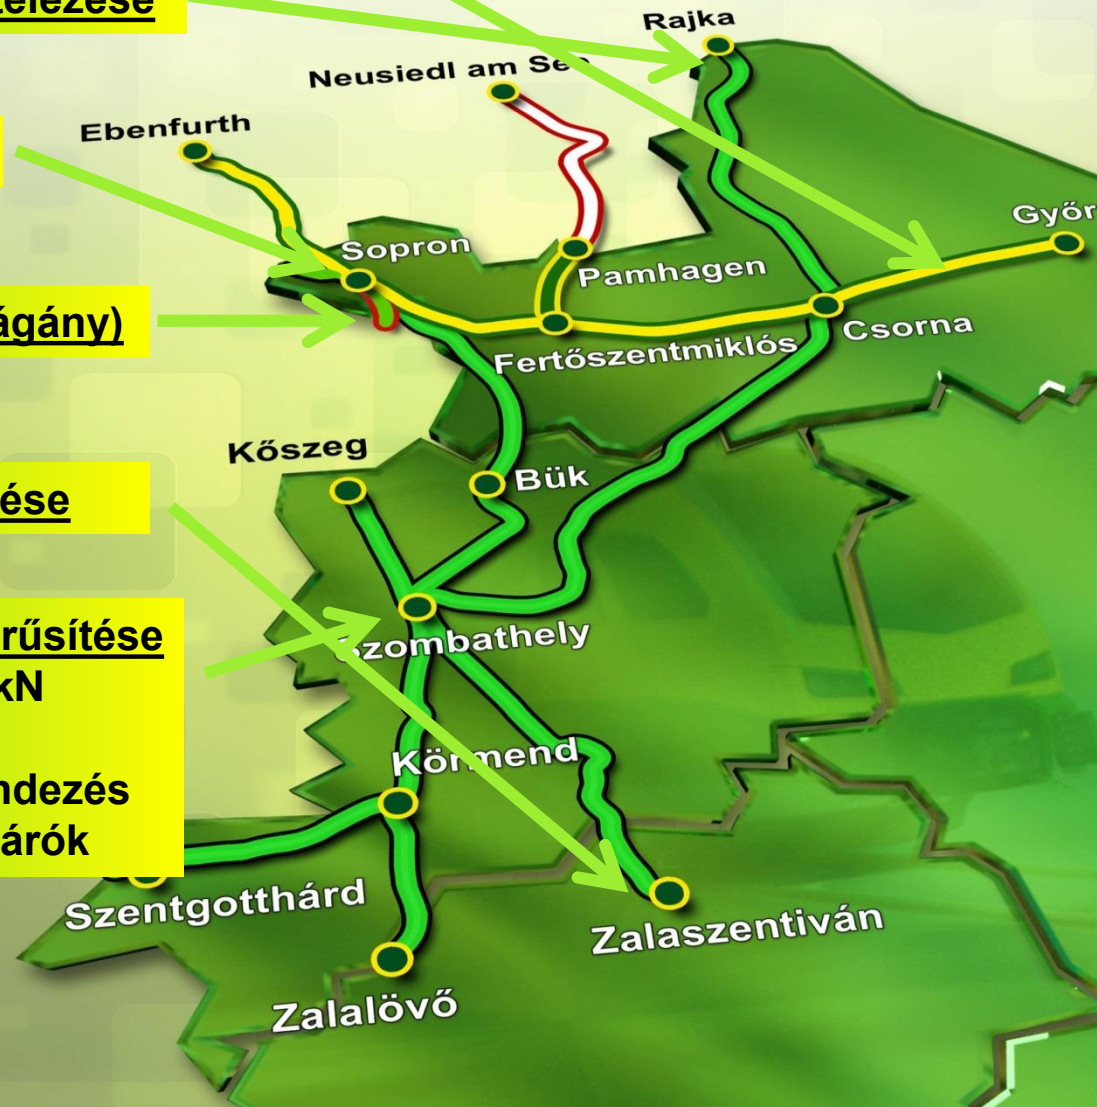 telezése
Rajka
Neusiedl am See
Ebenfurth
Győr
Sopron
Pamhagen
ágány)
Csorna
Fertőszentmiklós
Kőszeg
Bük
ése
rűsítése
Szombathely
kN
Körmend
ndezés
árók
Szentgotthárd
Zalaszentiván
Zalalövő